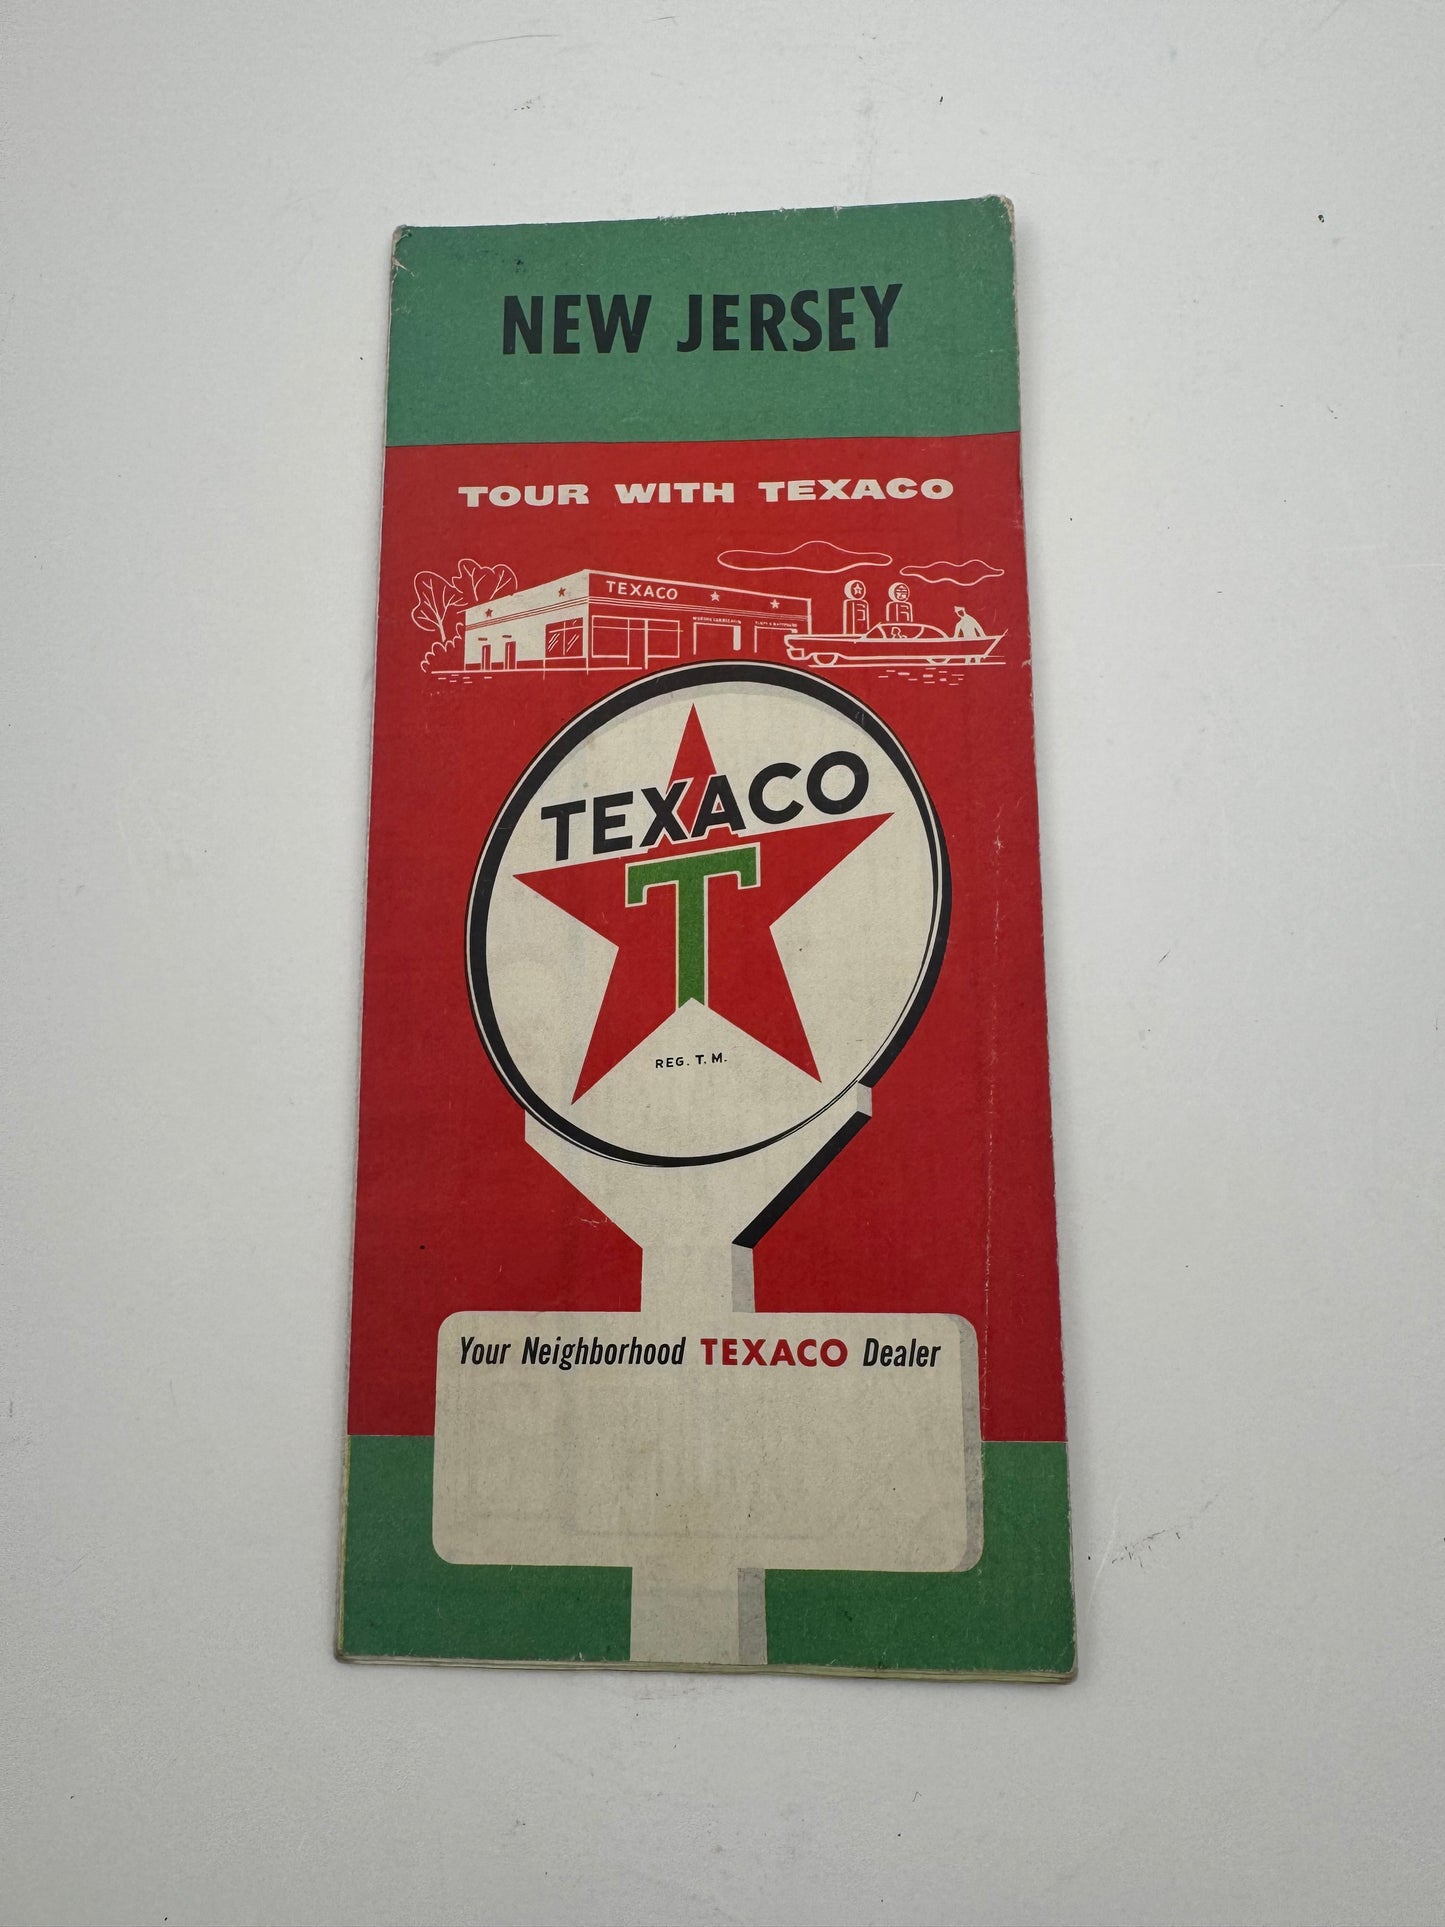 NEW JERSEY
TOUR WITH TEXACO
TEXACO
TEXACO
T
REG. T. M.
Your Neighborhood TEXACO Dealer